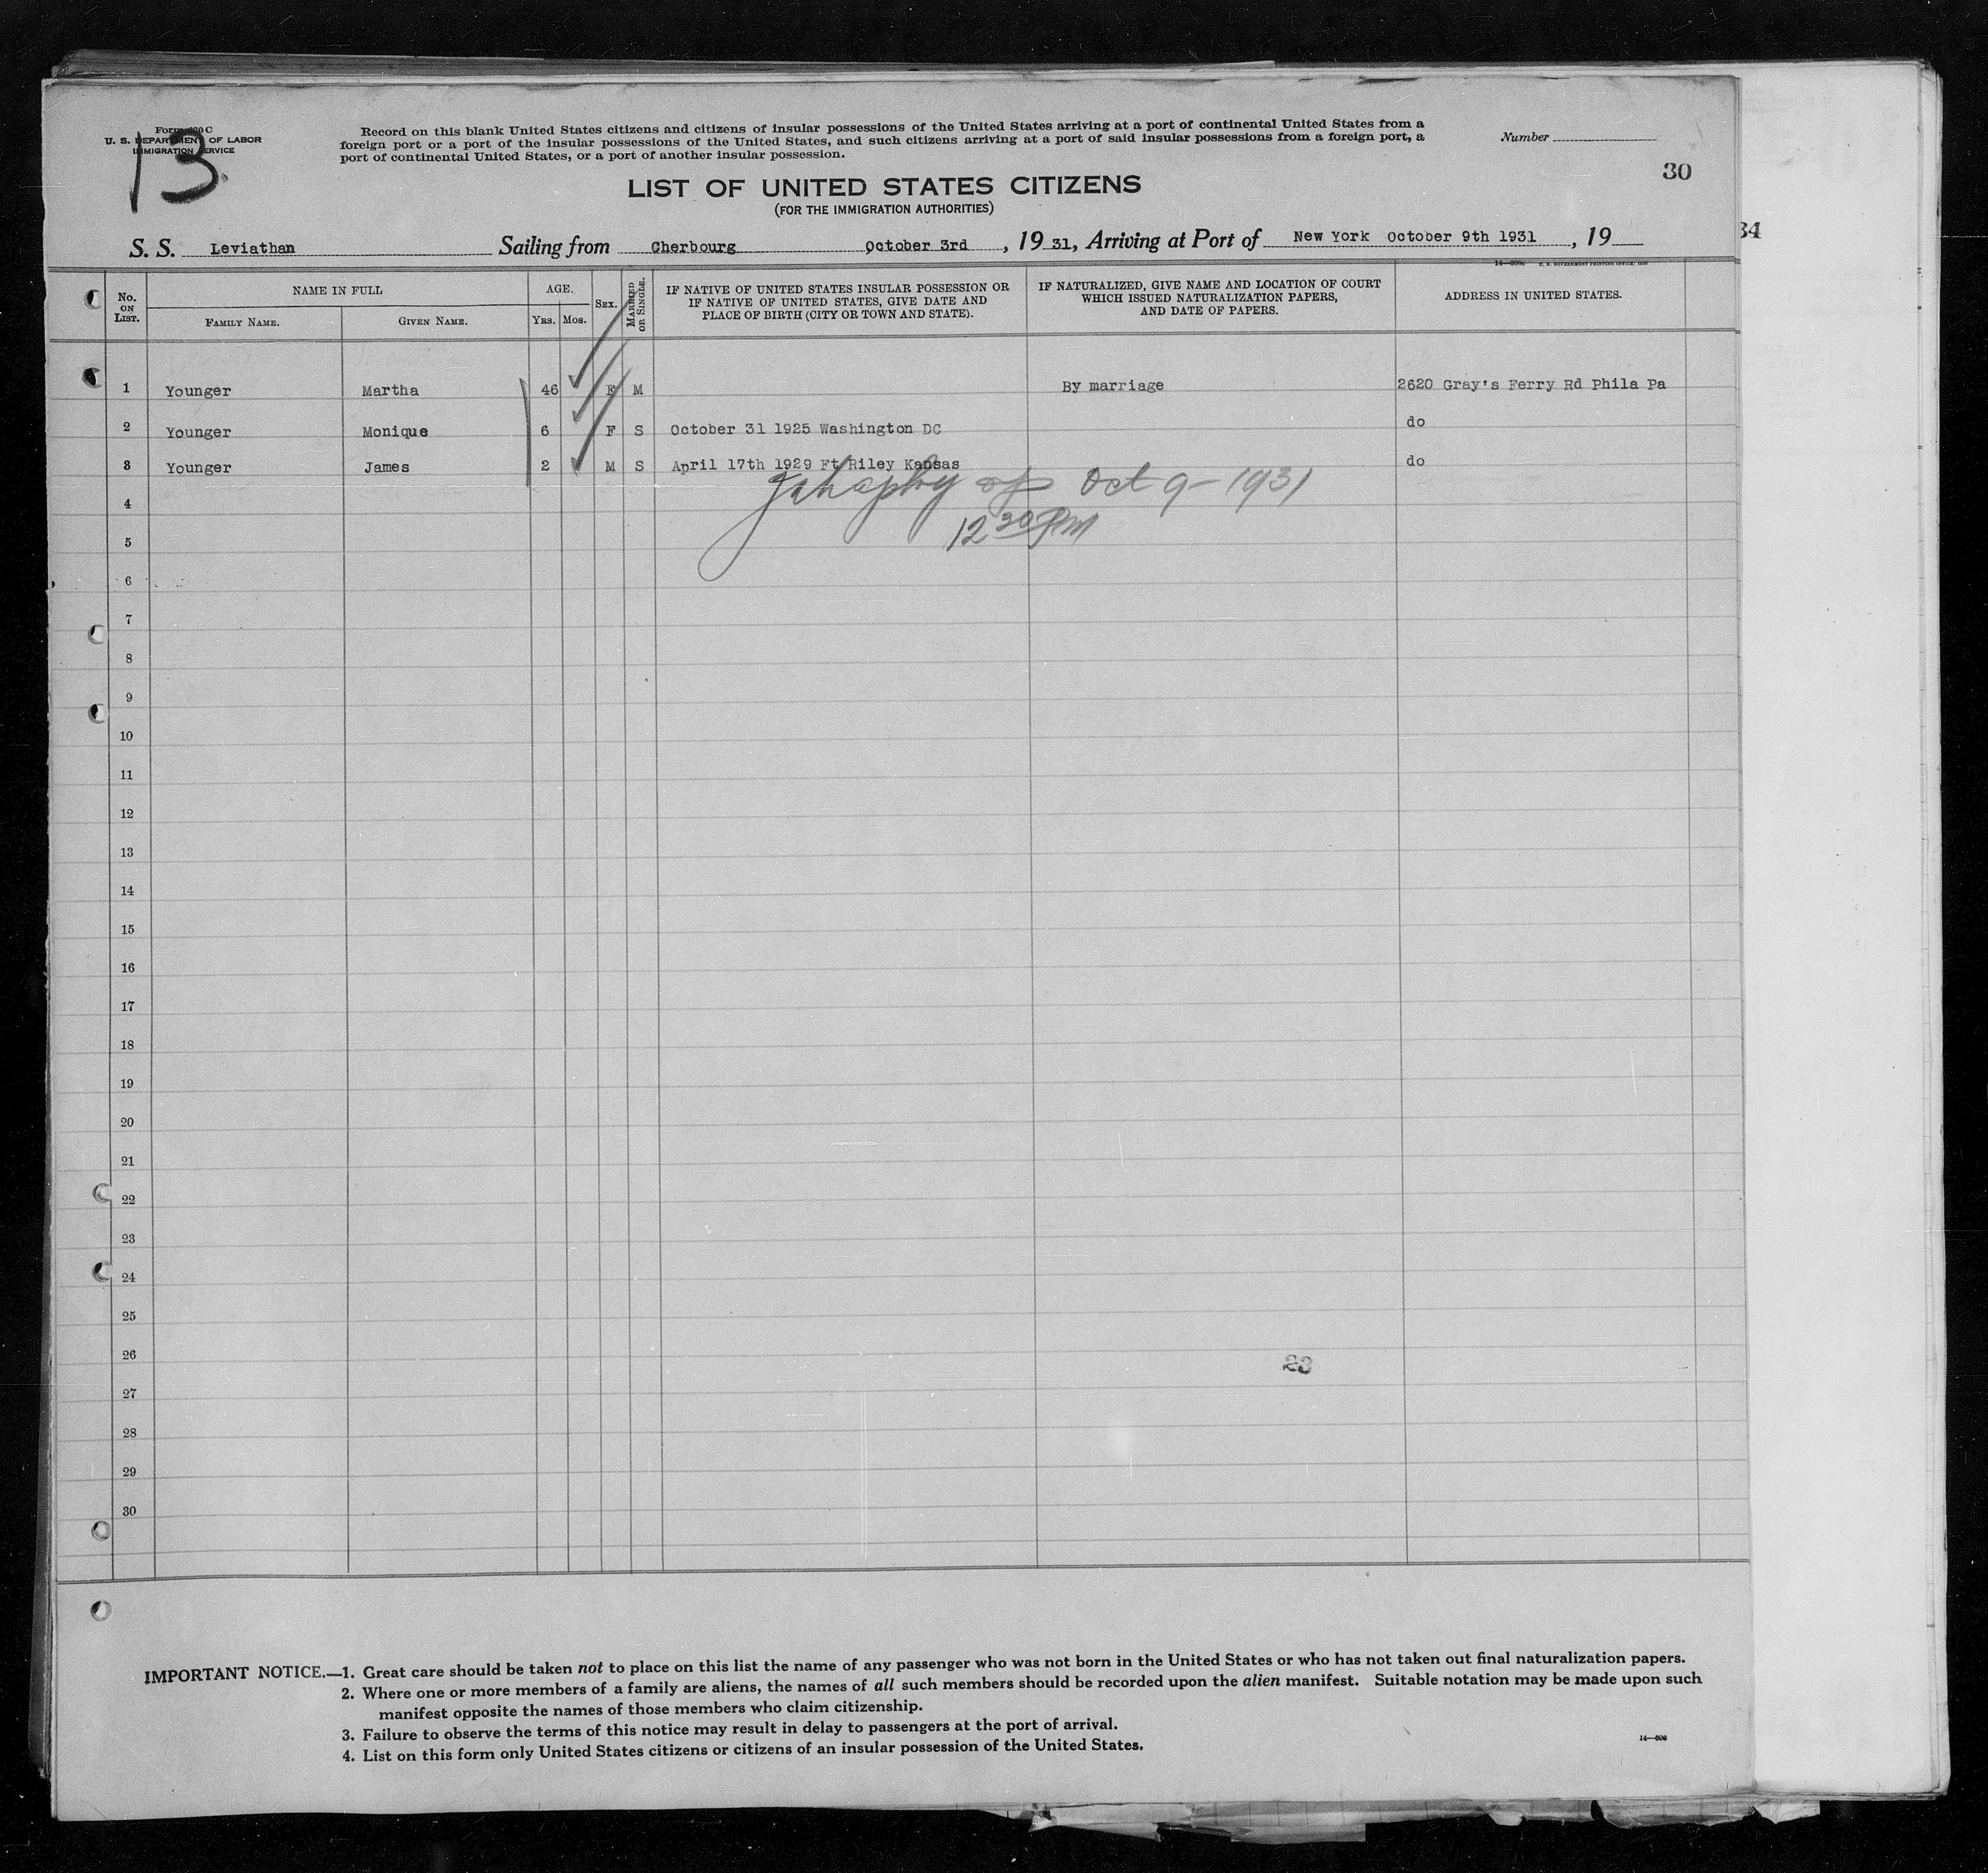 Form 630 C
U. S. DEPARTMENT OF LABOR
IMMIGRATION SERVICE
13.
Record on this blank United States citizens and citizens of insular possessions of the United States arriving at a port of continental United States from a
foreign port or a port of the insular possessions of the United States, and such citizens arriving at a port of said insular possessions from a foreign port, a
port of continental United States, or a port of another insular possession.
Number
30
LIST OF UNITED STATES CITIZENS
(FOR THE IMMIGRATION AUTHORITIES)
34
S. S. Leviathan Sailing from Cherbourg October 3rd, 19 31, Arriving at Port of New York October 9th 1931, 19
U. S. GOVERNMENT PRINTING OFFICE: 1930
No. ON LIST. NAME IN FULL FAMILY NAME. GIVEN NAME. AGE. YRS. MOS. SEX. MARRIED OR SINGLE. IF NATIVE OF UNITED STATES INSULAR POSSESSION OR IF NATIVE OF UNITED STATES, GIVE DATE AND PLACE OF BIRTH (CITY OR TOWN AND STATE). IF NATURALIZED, GIVE NAME AND LOCATION OF COURT WHICH ISSUED NATURALIZATION PAPERS, AND DATE OF PAPERS. ADDRESS IN UNITED STATES.
1 Younger Martha 46 F M By marriage 2620 Gray's Ferry Rd Phila Pa
2 Younger Monique 6 F S October 31 1925 Washington DC do
3 Younger James 2 M S April 17th 1929 Ft Riley Kansas do
Oct 9-1931
4
12 30 PM
5
6
7
8
9
10
11
12
13
14
15
16
17
18
19
20
21
22
23
24
25
26
23
27
28
29
30
IMPORTANT NOTICE.—1. Great care should be taken not to place on this list the name of any passenger who was not born in the United States or who has not taken out final naturalization papers.
2. Where one or more members of a family are aliens, the names of all such members should be recorded upon the alien manifest. Suitable notation may be made upon such
manifest opposite the names of those members who claim citizenship.
3. Failure to observe the terms of this notice may result in delay to passengers at the port of arrival.
4. List on this form only United States citizens or citizens of an insular possession of the United States.